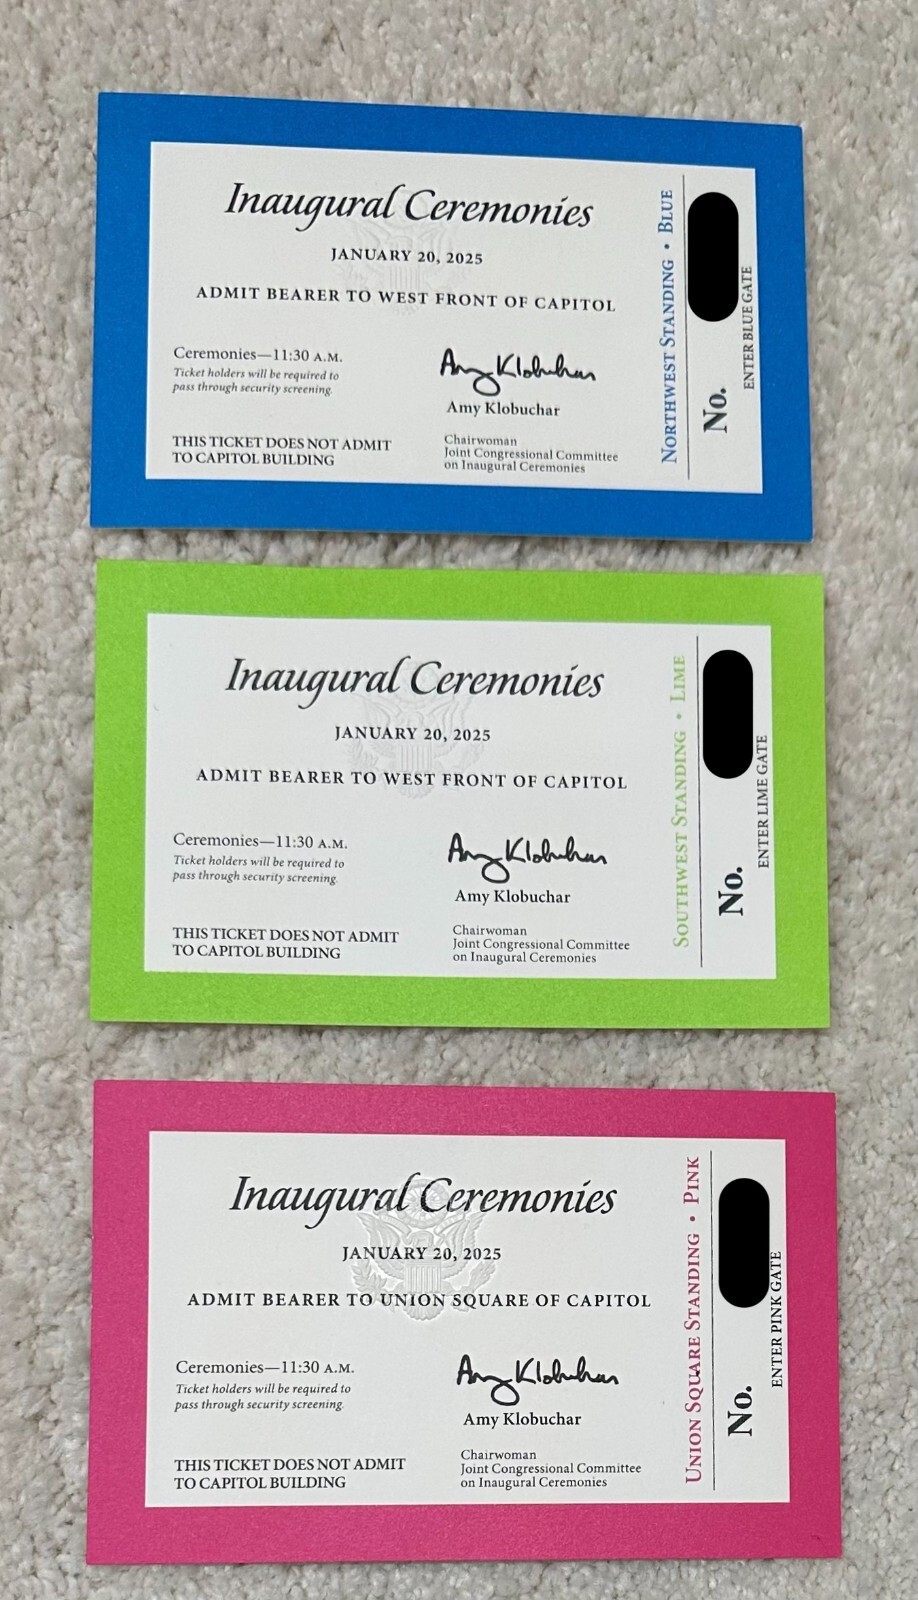 Inaugural Ceremonies
JANUARY 20, 2025
ADMIT BEARER TO WEST FRONT OF CAPITOL
Ceremonies—11:30 A.M.
Ticket holders will be required to
pass through security screening.
THIS TICKET DOES NOT ADMIT
TO CAPITOL BUILDING
Amy Klobuchar
Amy Klobuchar
Chairwoman
Joint Congressional Committee
on Inaugural Ceremonies
NORTHWEST STANDING • BLUE
No.
ENTER BLUE GATE
Inaugural Ceremonies
JANUARY 20, 2025
ADMIT BEARER TO WEST FRONT OF CAPITOL
Ceremonies—11:30 A.M.
Ticket holders will be required to
pass through security screening.
THIS TICKET DOES NOT ADMIT
TO CAPITOL BUILDING
Amy Klobuchar
Amy Klobuchar
Chairwoman
Joint Congressional Committee
on Inaugural Ceremonies
SOUTHWEST STANDING • LIME
No.
ENTER LIME GATE
Inaugural Ceremonies
JANUARY 20, 2025
ADMIT BEARER TO UNION SQUARE OF CAPITOL
Ceremonies—11:30 A.M.
Ticket holders will be required to
pass through security screening.
THIS TICKET DOES NOT ADMIT
TO CAPITOL BUILDING
Amy Klobuchar
Amy Klobuchar
Chairwoman
Joint Congressional Committee
on Inaugural Ceremonies
UNION SQUARE STANDING • PINK
No.
ENTER PINK GATE